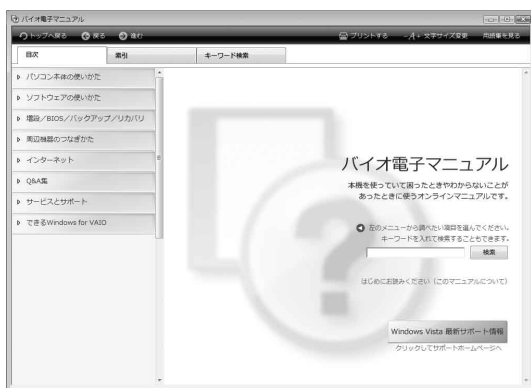 バイオ電子マニュアル
トップへ戻る 戻る 進む プリントする -A+ 文字サイズ変更 用語集を見る
目次 索引 キーワード検索
パソコン本体の使いかた
ソフトウェアの使いかた
増設/BIOS/バックアップ/リカバリ
周辺機器のつなぎかた
インターネット
Q&A集
サービスとサポート
できるWindows for VAIO
バイオ電子マニュアル
本機を使っていて困ったときやわからないことが
あったときに使うオンラインマニュアルです。
左のメニューから調べたい項目を選んでください。
キーワードを入れて検索することもできます。
検索
はじめにお読みください（このマニュアルについて）
Windows Vista 最新サポート情報
クリックしてサポートホームページへ